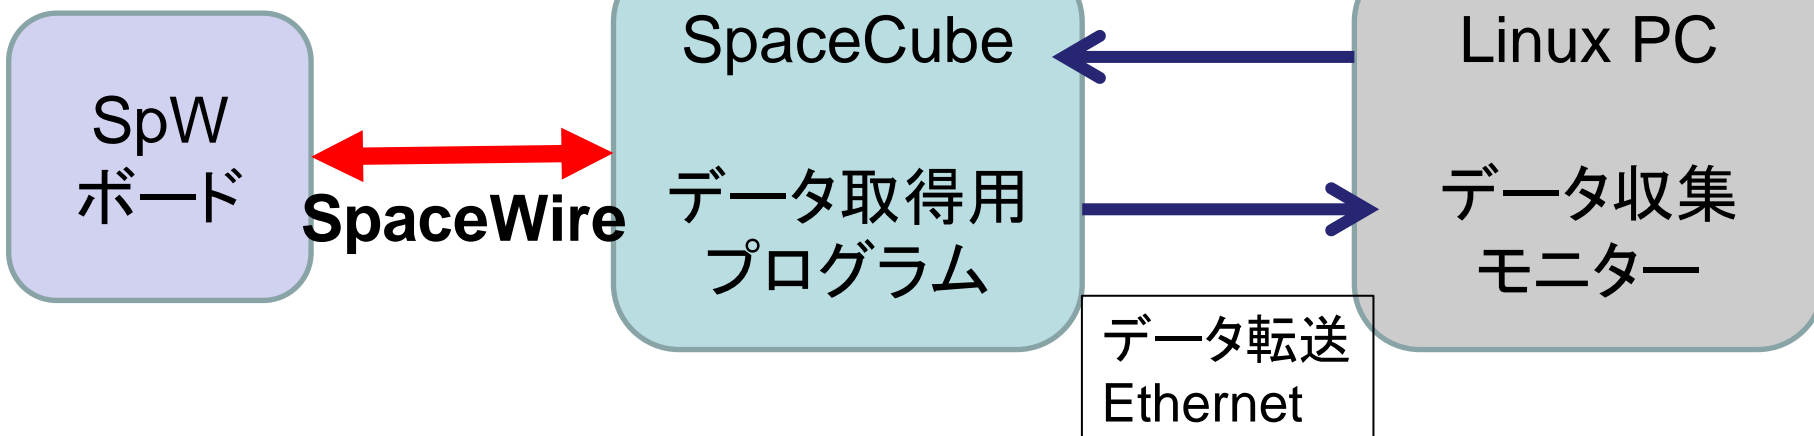 SpW
ボード
SpaceWire
SpaceCube
データ取得用
プログラム
Linux PC
データ収集
モニター
データ転送
Ethernet